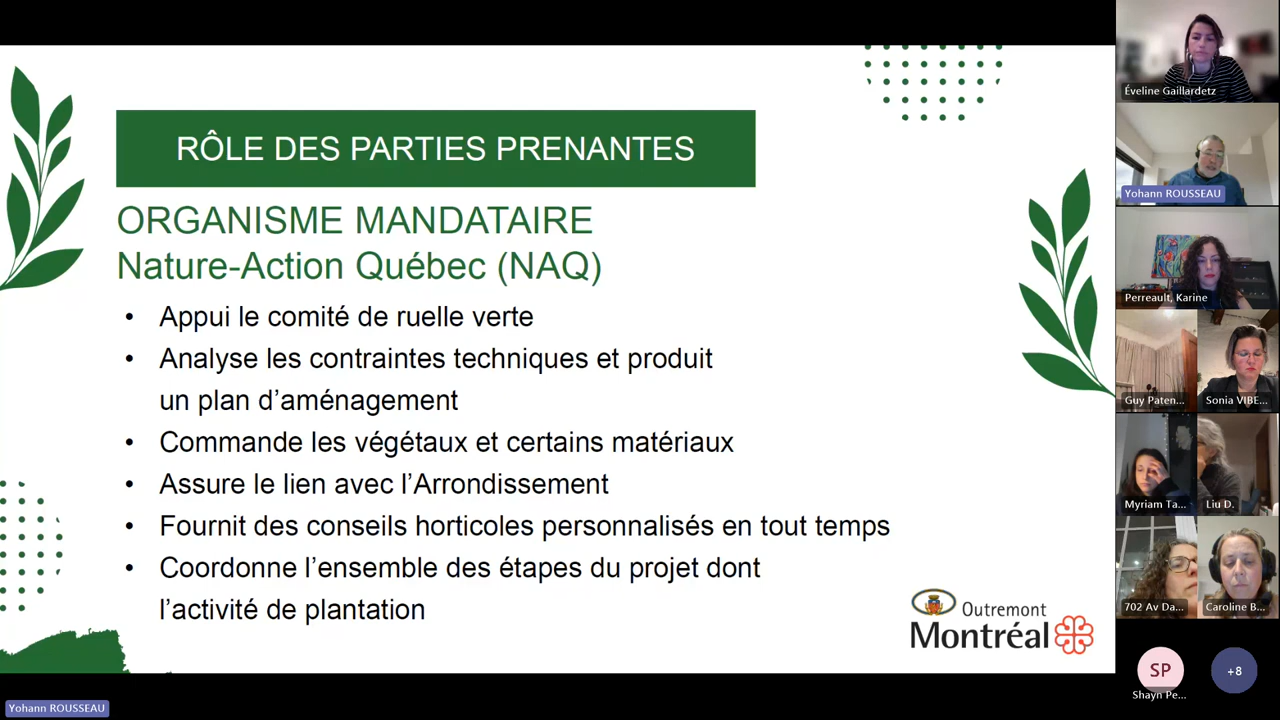 RÔLE DES PARTIES PRENANTES
ORGANISME MANDATAIRE
Nature-Action Québec (NAQ)
• Appui le comité de ruelle verte
• Analyse les contraintes techniques et produit
un plan d’aménagement
• Commande les végétaux et certains matériaux
• Assure le lien avec l’Arrondissement
• Fournit des conseils horticoles personnalisés en tout temps
• Coordonne l’ensemble des étapes du projet dont
l’activité de plantation
Outremont
Montréal
Yohann ROUSSEAU
Éveline Gaillardetz
Yohann ROUSSEAU
Perreault, Karine
Guy Paten...
Sonia VIBE...
Myriam Ta...
Liu D.
702 Av Da...
Caroline B...
SP
Shayn Pe...
+8